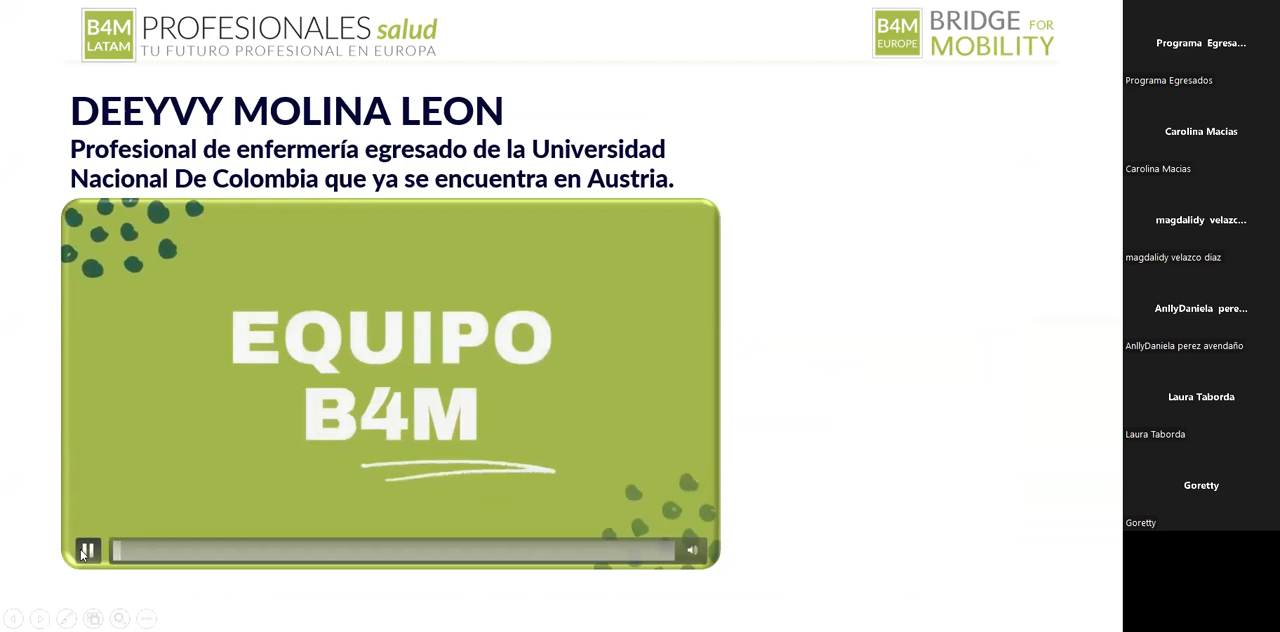 B4M
LATAM
PROFESIONALES salud
TU FUTURO PROFESIONAL EN EUROPA
B4M
EUROPE
BRIDGE FOR
MOBILITY
DEEYVY MOLINA LEON
Profesional de enfermería egresado de la Universidad
Nacional De Colombia que ya se encuentra en Austria.
EQUIPO
B4M
Programa Egresa...
Programa Egresados
Carolina Macias
Carolina Macias
magdalidy velazc...
magdalidy velazco diaz
AnllyDaniela pere...
AnllyDaniela perez avendaño
Laura Taborda
Laura Taborda
Goretty
Goretty